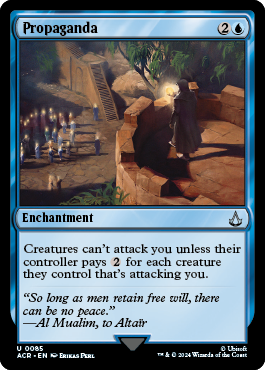 Propaganda 2
Enchantment
Creatures can't attack you unless their
controller pays 2 for each creature
they control that's attacking you.
“So long as men retain free will, there
can be no peace.”
—Al Mualim, to Altaïr
U 0085
ACR • EN ERIKAS PERL
© Ubisoft
™ & © 2024 Wizards of the Coast